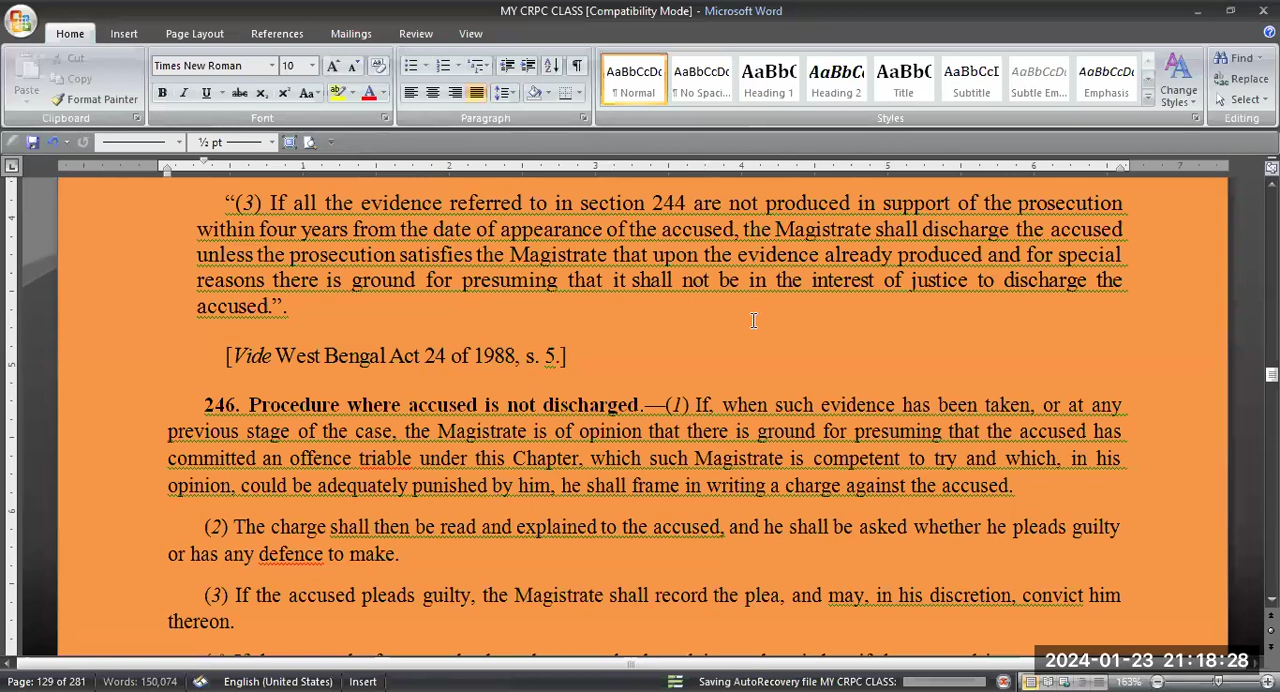 MY CRPC CLASS [Compatibility Mode] - Microsoft Word
Home Insert Page Layout References Mailings Review View
Paste Cut Copy Format Painter Clipboard
Times New Roman 10 Font
Paragraph
AaBbCcDc ¶ Normal
AaBbCcDc ¶ No Spaci...
AaBbC Heading 1
AaBbC Heading 2
AaBbC Title
AaBbCcI Subtitle
AaBbCcDc Subtle Em...
AaBbCcDc Emphasis
Change Styles Styles
Find Replace Select Editing
½ pt
1 2 3 4 5 6 7
“(3) If all the evidence referred to in section 244 are not produced in support of the prosecution
within four years from the date of appearance of the accused, the Magistrate shall discharge the accused
unless the prosecution satisfies the Magistrate that upon the evidence already produced and for special
reasons there is ground for presuming that it shall not be in the interest of justice to discharge the
accused.”.
[Vide West Bengal Act 24 of 1988, s. 5.]
246. Procedure where accused is not discharged.—(1) If, when such evidence has been taken, or at any
previous stage of the case, the Magistrate is of opinion that there is ground for presuming that the accused has
committed an offence triable under this Chapter, which such Magistrate is competent to try and which, in his
opinion, could be adequately punished by him, he shall frame in writing a charge against the accused.
(2) The charge shall then be read and explained to the accused, and he shall be asked whether he pleads guilty
or has any defence to make.
(3) If the accused pleads guilty, the Magistrate shall record the plea, and may, in his discretion, convict him
thereon.
2024-01-23 21:18:28
Page: 129 of 281 Words: 150,074 English (United States) Insert Saving AutoRecovery file MY CRPC CLASS: 163%